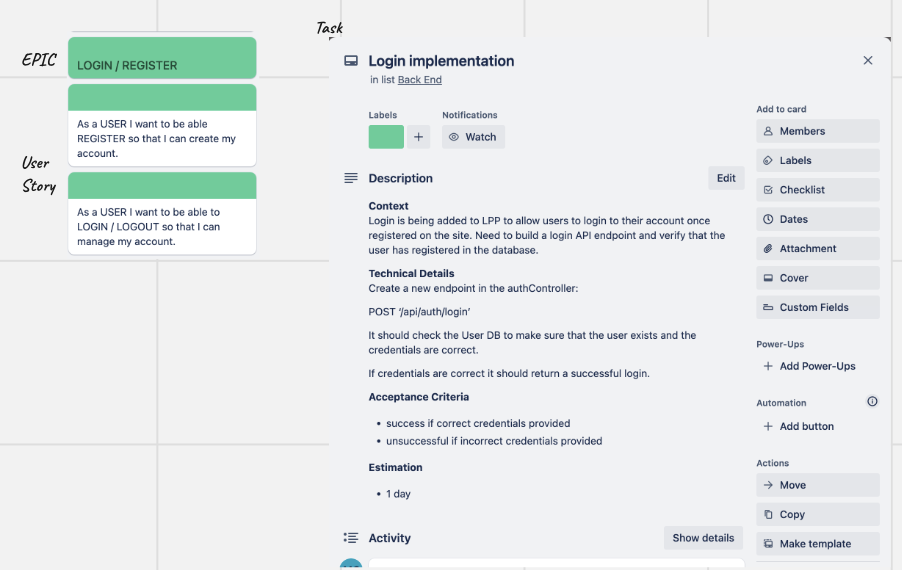 Task
EPIC
LOGIN / REGISTER
As a USER I want to be able
REGISTER so that I can create my
account.
User
Story
As a USER I want to be able to
LOGIN / LOGOUT so that I can
manage my account.
Login implementation
in list Back End
Labels
Notifications
Watch
Description
Edit
Context
Login is being added to LPP to allow users to login to their account once
registered on the site. Need to build a login API endpoint and verify that the
user has registered in the database.
Technical Details
Create a new endpoint in the authController:
POST ‘/api/auth/login’
It should check the User DB to make sure that the user exists and the
credentials are correct.
If credentials are correct it should return a successful login.
Acceptance Criteria
• success if correct credentials provided
• unsuccessful if incorrect credentials provided
Estimation
• 1 day
Activity
Show details
Add to card
Members
Labels
Checklist
Dates
Attachment
Cover
Custom Fields
Power-Ups
+ Add Power-Ups
Automation
+ Add button
Actions
Move
Copy
Make template